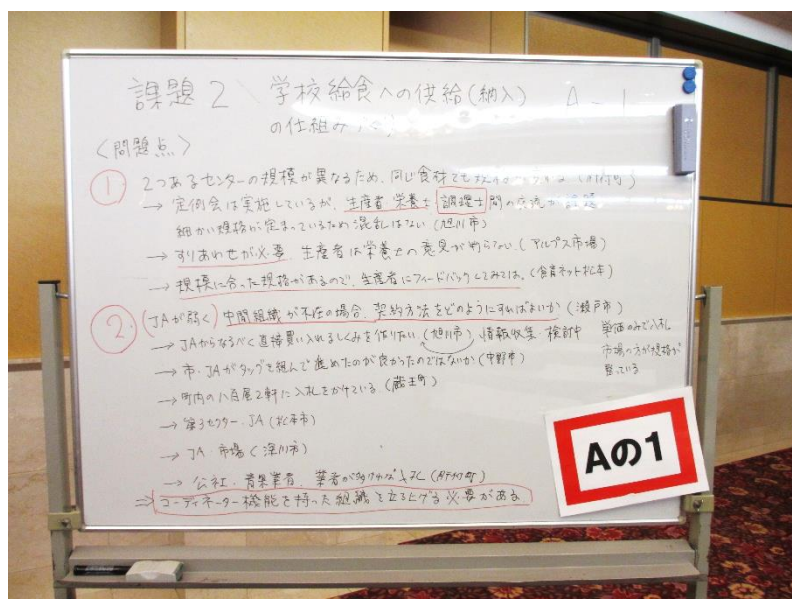 課題2 学校給食への供給(納入) A-1
の仕組みづくり
〈問題点〉
① 2つあるセンターの規模が異なるため、同じ食材でも
→ 定例会は実施しているが、生産者 栄養士 調理士 間の
細かい規格が定まっているため混乱はない (旭川市)
→ すりあわせが必要、生産者は栄養士の意見が解らない (アルプス市場)
→ 規模に合った規格があるので、生産者にフィードバックしてみては。(食育ネット松本)
② (JAが弱く) 中間組織が不在の場合、契約方法をどのようにすればよいか (瀬戸市)
→ JAからなるべく直接買い入れるしくみを作りたい (旭川市) 情報収集・検討中
単価のみで入札
市場の方が規格が
整っている
→ 市・JAがタッグを組んで進めたのが良かったのではないか (中野市)
→ 町内の八百屋2軒に入札をかけている (蔵王町)
→ 第3セクター・JA (松本市)
→ JA・市場 (深川市)
→ 公社・青果業者、業者が
⇒ コーディネーター機能を持った組織を立ち上げる必要がある
Aの1